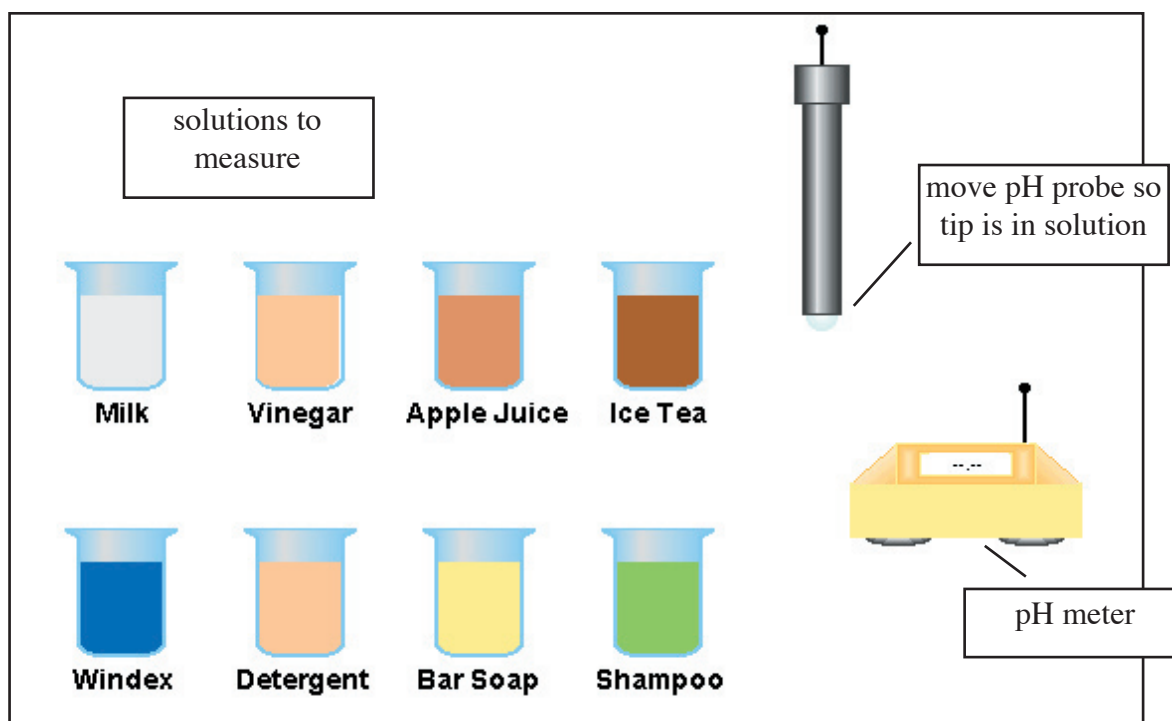 solutions to
measure
move pH probe so
tip is in solution
Milk
Vinegar
Apple Juice
Ice Tea
--.--
Windex
Detergent
Bar Soap
Shampoo
pH meter